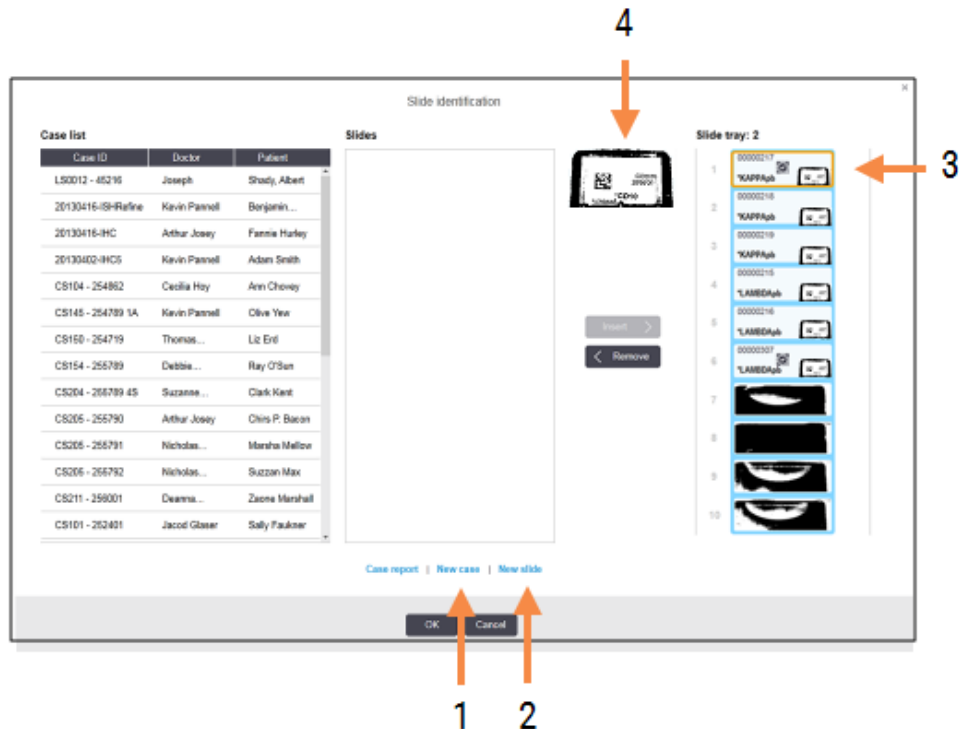 4
Slide identification
Case list
Slides
Slide tray: 2
Case ID Doctor Patient
LS0012 - 45216 Joseph Shady, Albert
20130416-ISHRefine Kevin Pannell Benjamin...
20130416-IHC Arthur Josey Fannie Hurley
20130402-IHC5 Kevin Pannell Adam Smith
CS104 - 254862 Cecilia Hoy Ann Chovey
CS145 - 254789 1A Kevin Pannell Olive Yew
CS150 - 254719 Thomas... Liz Erd
CS154 - 255789 Debbie... Ray O'Sun
CS204 - 255789 4S Suzanne... Clark Kent
CS205 - 255790 Arthur Josey Chirs P. Bacon
CS205 - 255791 Nicholas... Marsha Mellow
CS206 - 255792 Nicholas... Suzzan Max
CS211 - 256001 Deanna... Zaone Marshall
CS101 - 252401 Jacod Glaser Sally Faukner
*CD10
Insert >
< Remove
1
00000217
*KAPPApb
3
2
00000218
*KAPPApb
3
00000219
*KAPPApb
4
00000215
*LAMBDApb
5
00000216
*LAMBDApb
6
00000307
*LAMBDApb
7
8
9
10
Case report | New case | New slide
OK Cancel
1
2